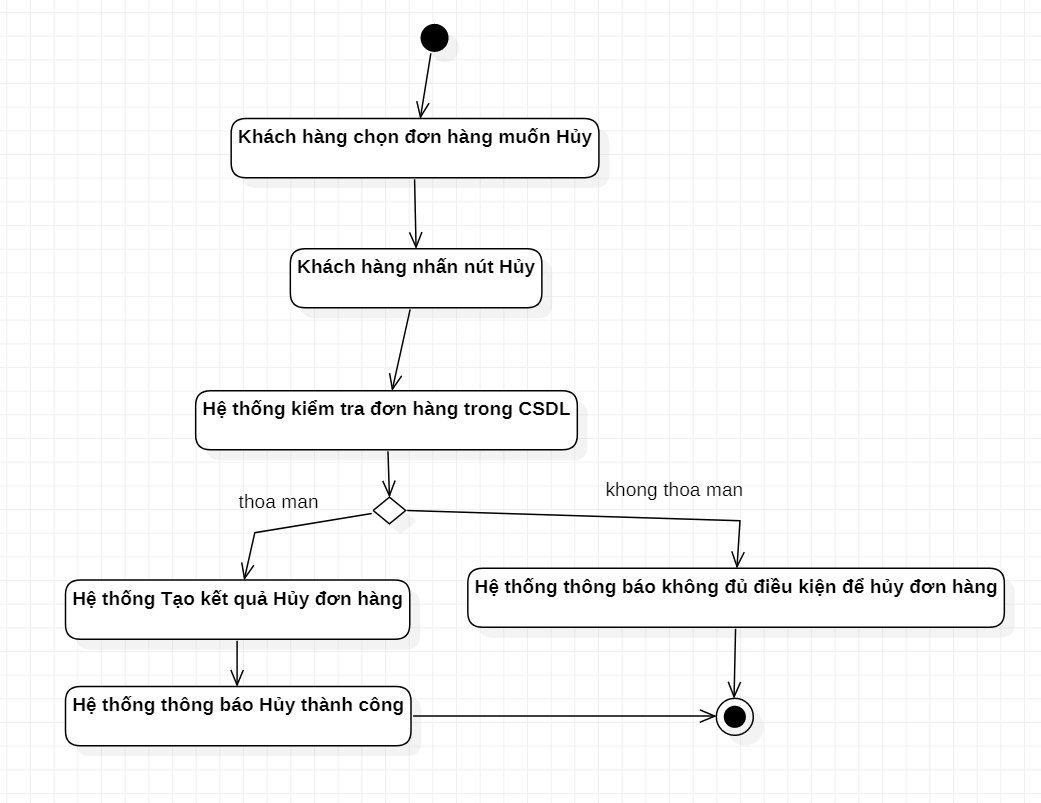 Khách hàng chọn đơn hàng muốn Hủy
Khách hàng nhấn nút Hủy
Hệ thống kiểm tra đơn hàng trong CSDL
thoa man
khong thoa man
Hệ thống Tạo kết quả Hủy đơn hàng
Hệ thống thông báo không đủ điều kiện để hủy đơn hàng
Hệ thống thông báo Hủy thành công